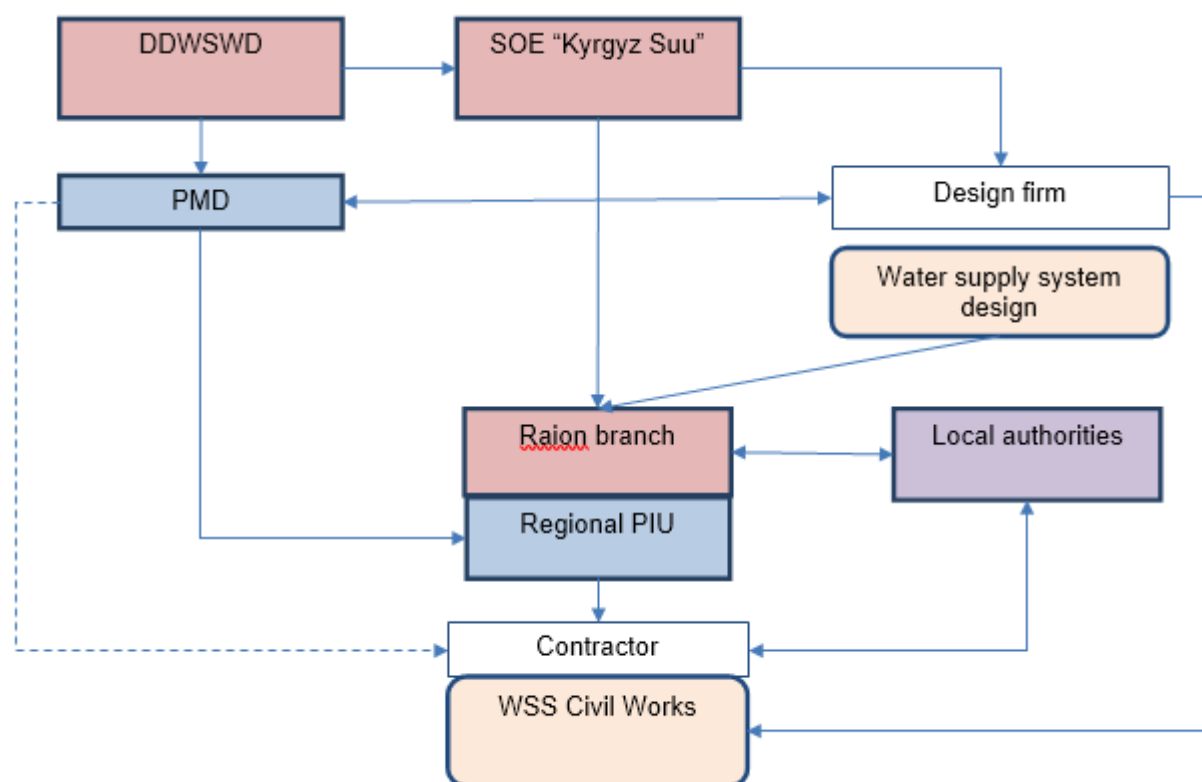 DDWSWD
SOE “Kyrgyz Suu”
PMD
Design firm
Water supply system
design
Raion branch
Local authorities
Regional PIU
Contractor
WSS Civil Works